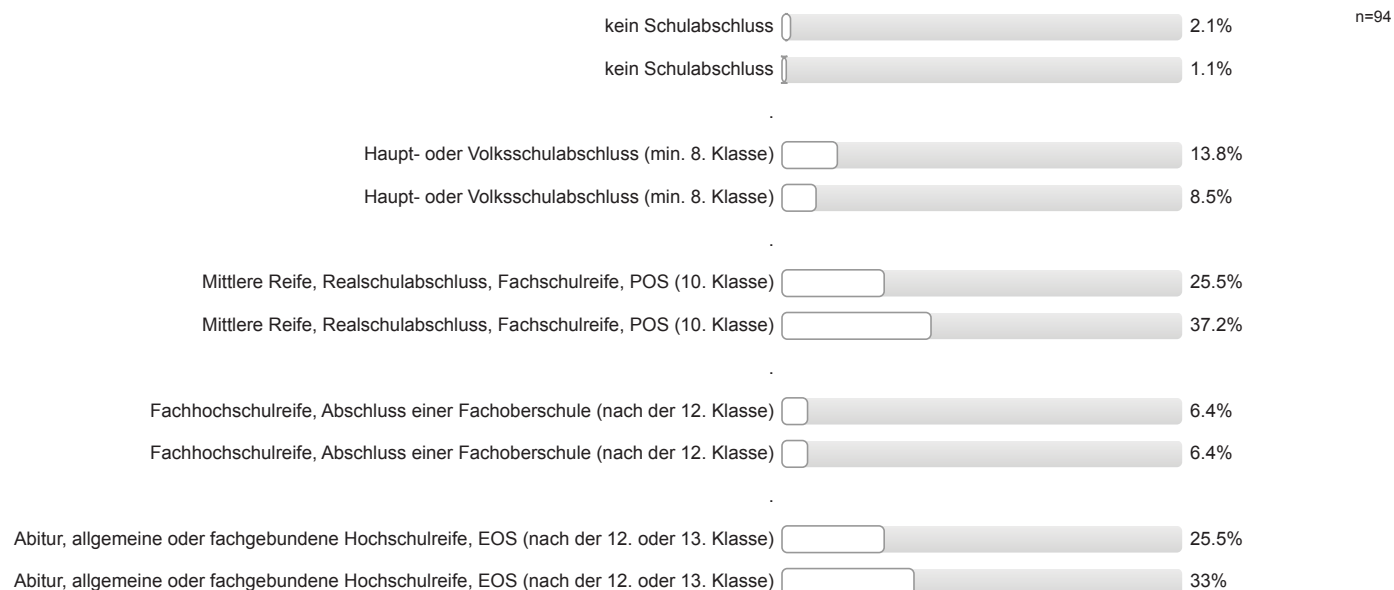 kein Schulabschluss 2.1% n=94
kein Schulabschluss 1.1%
.
Haupt- oder Volksschulabschluss (min. 8. Klasse) 13.8%
Haupt- oder Volksschulabschluss (min. 8. Klasse) 8.5%
.
Mittlere Reife, Realschulabschluss, Fachschulreife, POS (10. Klasse) 25.5%
Mittlere Reife, Realschulabschluss, Fachschulreife, POS (10. Klasse) 37.2%
.
Fachhochschulreife, Abschluss einer Fachoberschule (nach der 12. Klasse) 6.4%
Fachhochschulreife, Abschluss einer Fachoberschule (nach der 12. Klasse) 6.4%
.
Abitur, allgemeine oder fachgebundene Hochschulreife, EOS (nach der 12. oder 13. Klasse) 25.5%
Abitur, allgemeine oder fachgebundene Hochschulreife, EOS (nach der 12. oder 13. Klasse) 33%